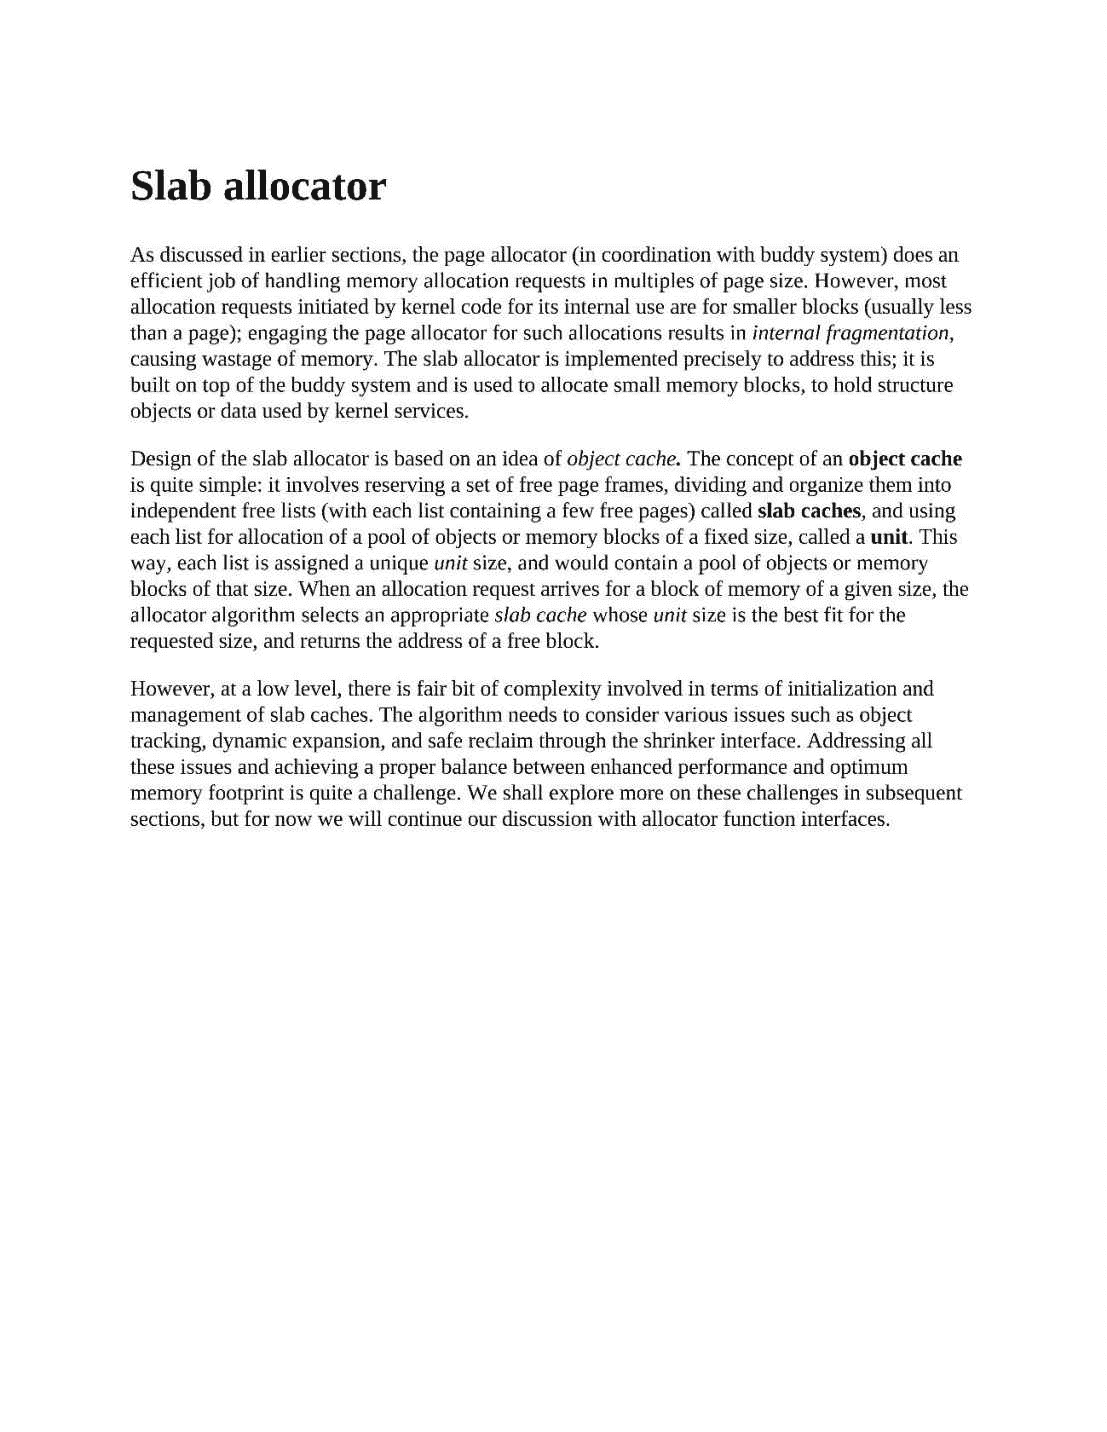 Slab allocator
As discussed in earlier sections, the page allocator (in coordination with buddy system) does an
efficient job of handling memory allocation requests in multiples of page size. However, most
allocation requests initiated by kernel code for its internal use are for smaller blocks (usually less
than a page); engaging the page allocator for such allocations results in internal fragmentation,
causing wastage of memory. The slab allocator is implemented precisely to address this; it is
built on top of the buddy system and is used to allocate small memory blocks, to hold structure
objects or data used by kernel services.
Design of the slab allocator is based on an idea of object cache. The concept of an object cache
is quite simple: it involves reserving a set of free page frames, dividing and organize them into
independent free lists (with each list containing a few free pages) called slab caches, and using
each list for allocation of a pool of objects or memory blocks of a fixed size, called a unit. This
way, each list is assigned a unique unit size, and would contain a pool of objects or memory
blocks of that size. When an allocation request arrives for a block of memory of a given size, the
allocator algorithm selects an appropriate slab cache whose unit size is the best fit for the
requested size, and returns the address of a free block.
However, at a low level, there is fair bit of complexity involved in terms of initialization and
management of slab caches. The algorithm needs to consider various issues such as object
tracking, dynamic expansion, and safe reclaim through the shrinker interface. Addressing all
these issues and achieving a proper balance between enhanced performance and optimum
memory footprint is quite a challenge. We shall explore more on these challenges in subsequent
sections, but for now we will continue our discussion with allocator function interfaces.